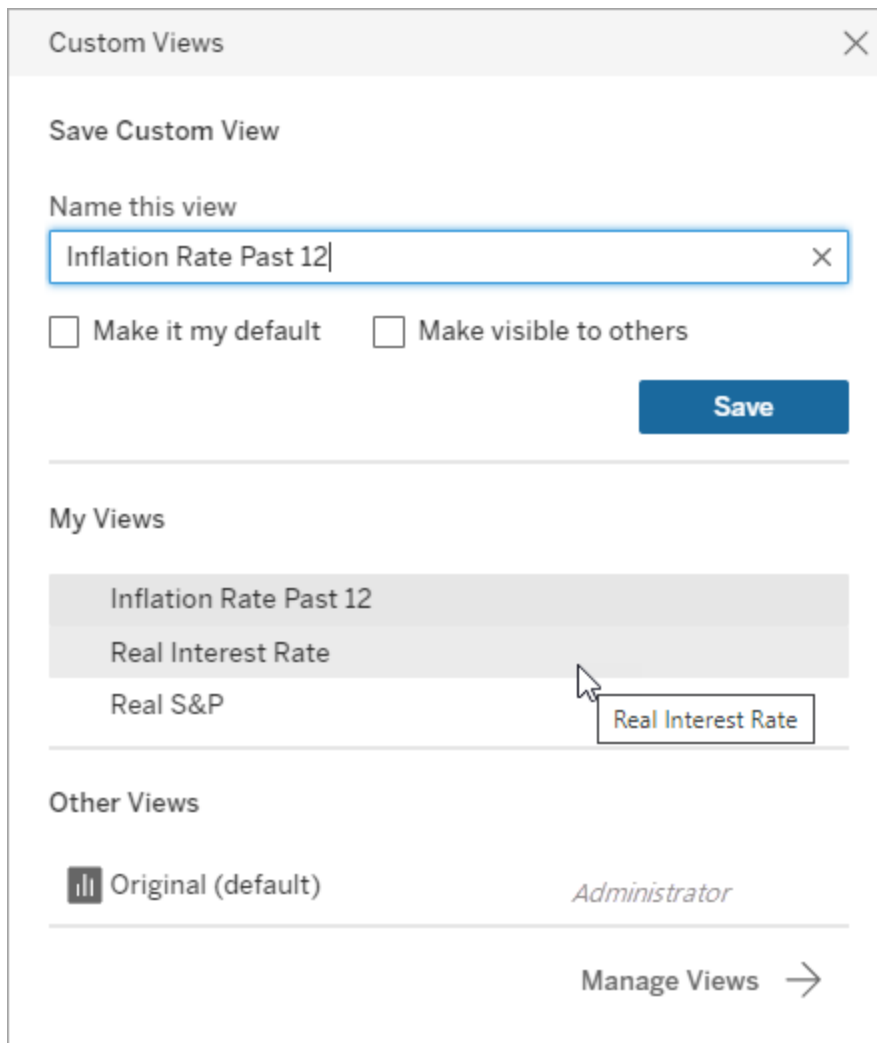 Custom Views
Save Custom View
Name this view
Inflation Rate Past 12
Make it my default Make visible to others
Save
My Views
Inflation Rate Past 12
Real Interest Rate
Real S&P
Real Interest Rate
Other Views
Original (default) Administrator
Manage Views